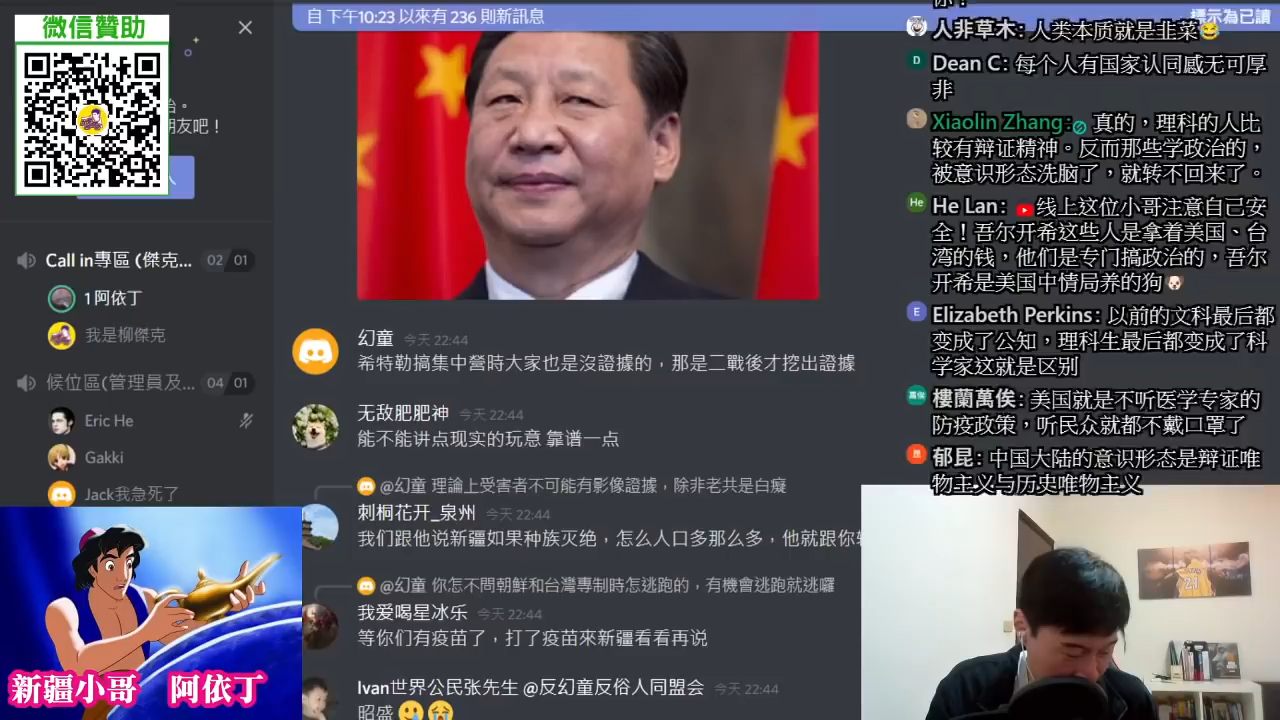 微信贊助
治。
朋友吧！
人
Call in專區 (傑克... 02 01
1阿依丁
我是柳傑克
候位區(管理員及... 04 01
Eric He
Gakki
Jack我急死了
新疆小哥 阿依丁
自 下午10:23 以來有 236 則新訊息
標示為已讀
幻童 今天 22:44
希特勒搞集中營時大家也是沒證據的，那是二戰後才挖出證據
无敌肥肥神 今天 22:44
能不能讲点现实的玩意 靠谱一点
@幻童 理論上受害者不可能有影像證據，除非老共是白癡
刺桐花开_泉州 今天 22:44
我们跟他说新疆如果种族灭绝，怎么人口多那么多，他就跟你
@幻童 你怎不問朝鮮和台灣專制時怎逃跑的，有機會逃跑就逃囉
我爱喝星冰乐 今天 22:44
等你们有疫苗了，打了疫苗來新疆看看再说
Ivan世界公民张先生 @反幻童反俗人同盟会 今天 22:44
昭盛🥲😭
你！
人非草木: 人类本质就是韭菜😂
D
Dean C: 每个人有国家认同感无可厚
非
Xiaolin Zhang: 真的，理科的人比
较有辩证精神。反而那些学政治的，
被意识形态洗脑了，就转不回来了。
He
He Lan: 线上这位小哥注意自己安
全！吾尔开希这些人是拿着美国、台
湾的钱，他们是专门搞政治的，吾尔
开希是美国中情局养的狗🐶
E
Elizabeth Perkins: 以前的文科最后都
变成了公知，理科生最后都变成了科
学家这就是区别
萬俟
樓蘭萬俟: 美国就是不听医学专家的
防疫政策，听民众就都不戴口罩了
昆
郁昆: 中国大陆的意识形态是辩证唯
物主义与历史唯物主义